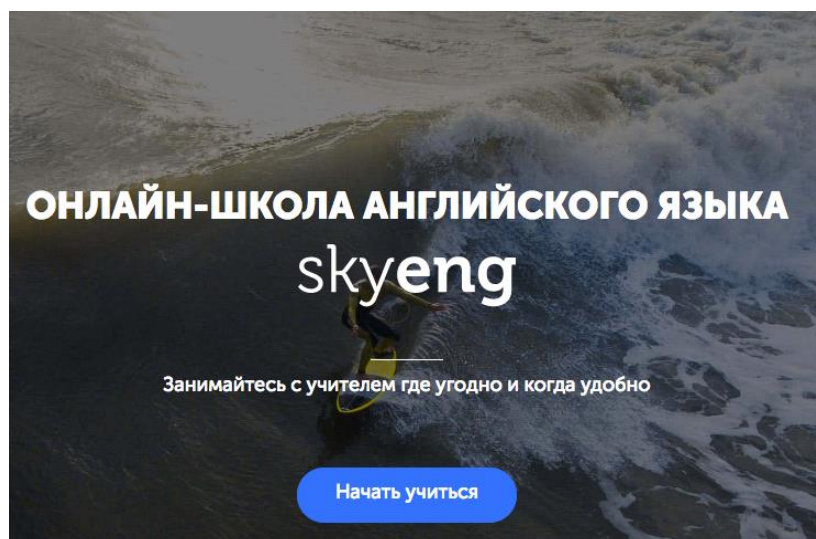 ОНЛАЙН-ШКОЛА АНГЛИЙСКОГО ЯЗЫКА
skyeng
Занимайтесь с учителем где угодно и когда удобно
Начать учиться